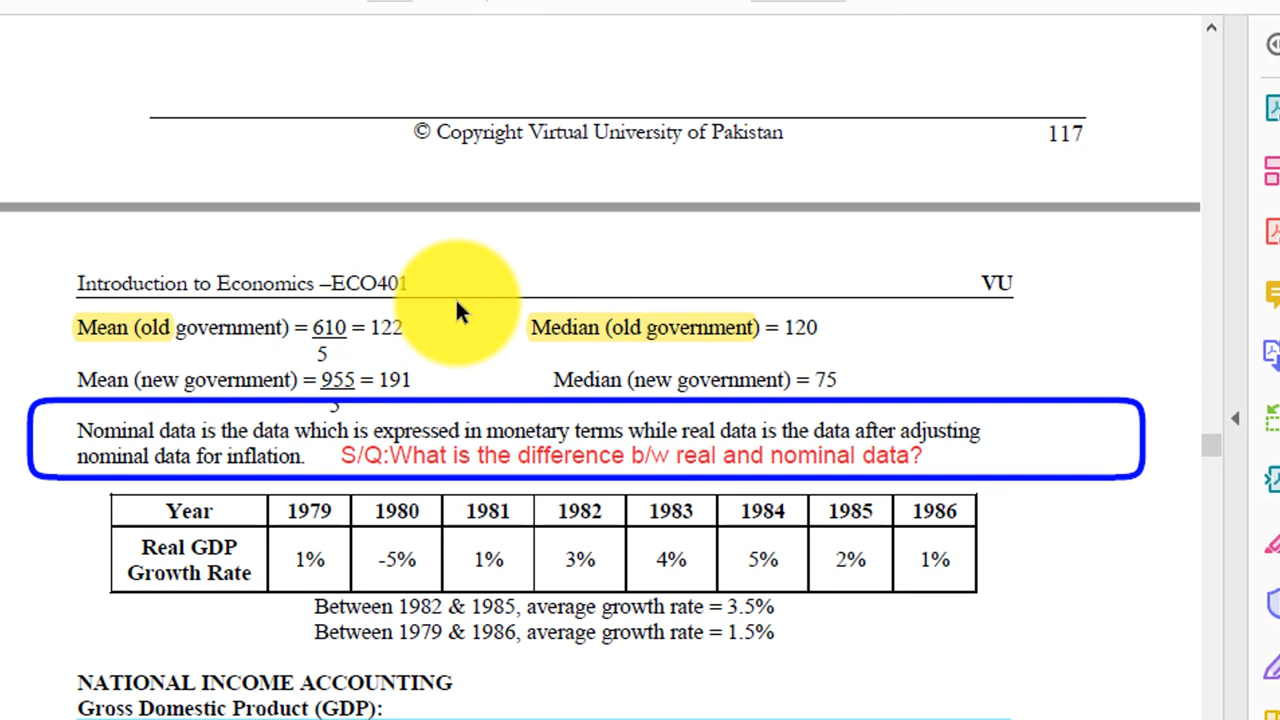 © Copyright Virtual University of Pakistan 117
Introduction to Economics –ECO401 VU
Mean (old government) = 610 = 122 Median (old government) = 120
5
Mean (new government) = 955 = 191 Median (new government) = 75
5
Nominal data is the data which is expressed in monetary terms while real data is the data after adjusting
nominal data for inflation. S/Q:What is the difference b/w real and nominal data?
Year 1979 1980 1981 1982 1983 1984 1985 1986
Real GDP
Growth Rate 1% -5% 1% 3% 4% 5% 2% 1%
Between 1982 & 1985, average growth rate = 3.5%
Between 1979 & 1986, average growth rate = 1.5%
NATIONAL INCOME ACCOUNTING
Gross Domestic Product (GDP):